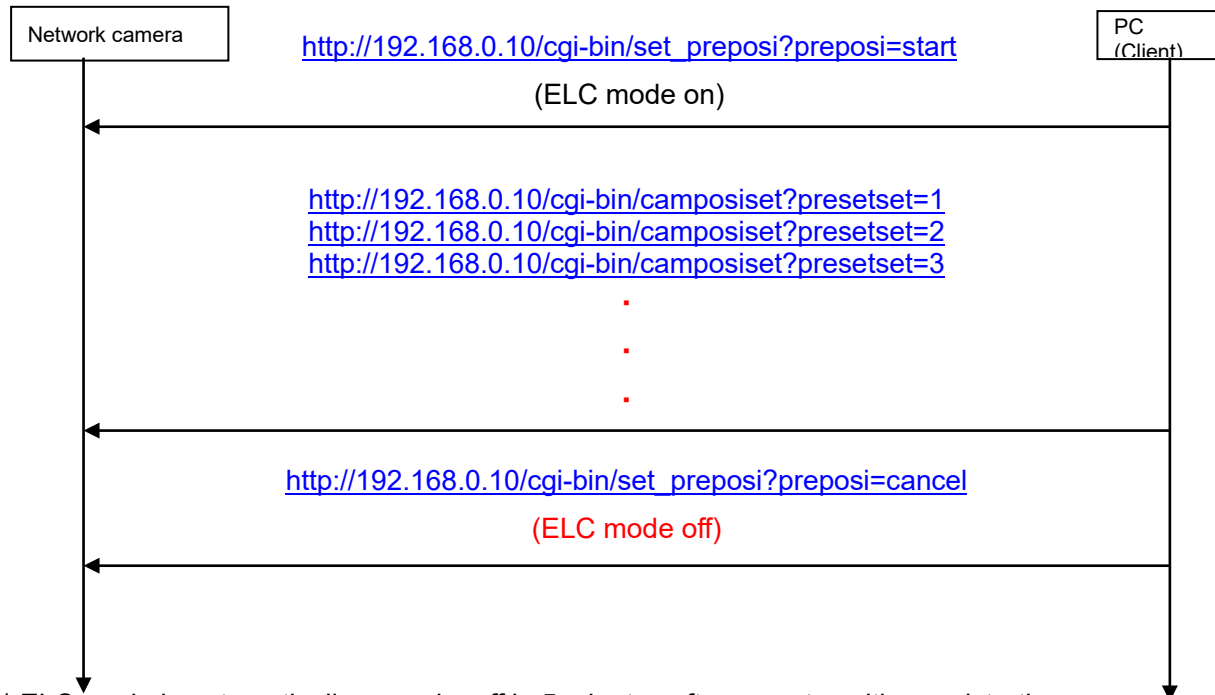 Network camera
PC
(Client)
http://192.168.0.10/cgi-bin/set_preposi?preposi=start
(ELC mode on)
http://192.168.0.10/cgi-bin/camposiset?presetset=1
http://192.168.0.10/cgi-bin/camposiset?presetset=2
http://192.168.0.10/cgi-bin/camposiset?presetset=3
.
.
.
http://192.168.0.10/cgi-bin/set_preposi?preposi=cancel
(ELC mode off)